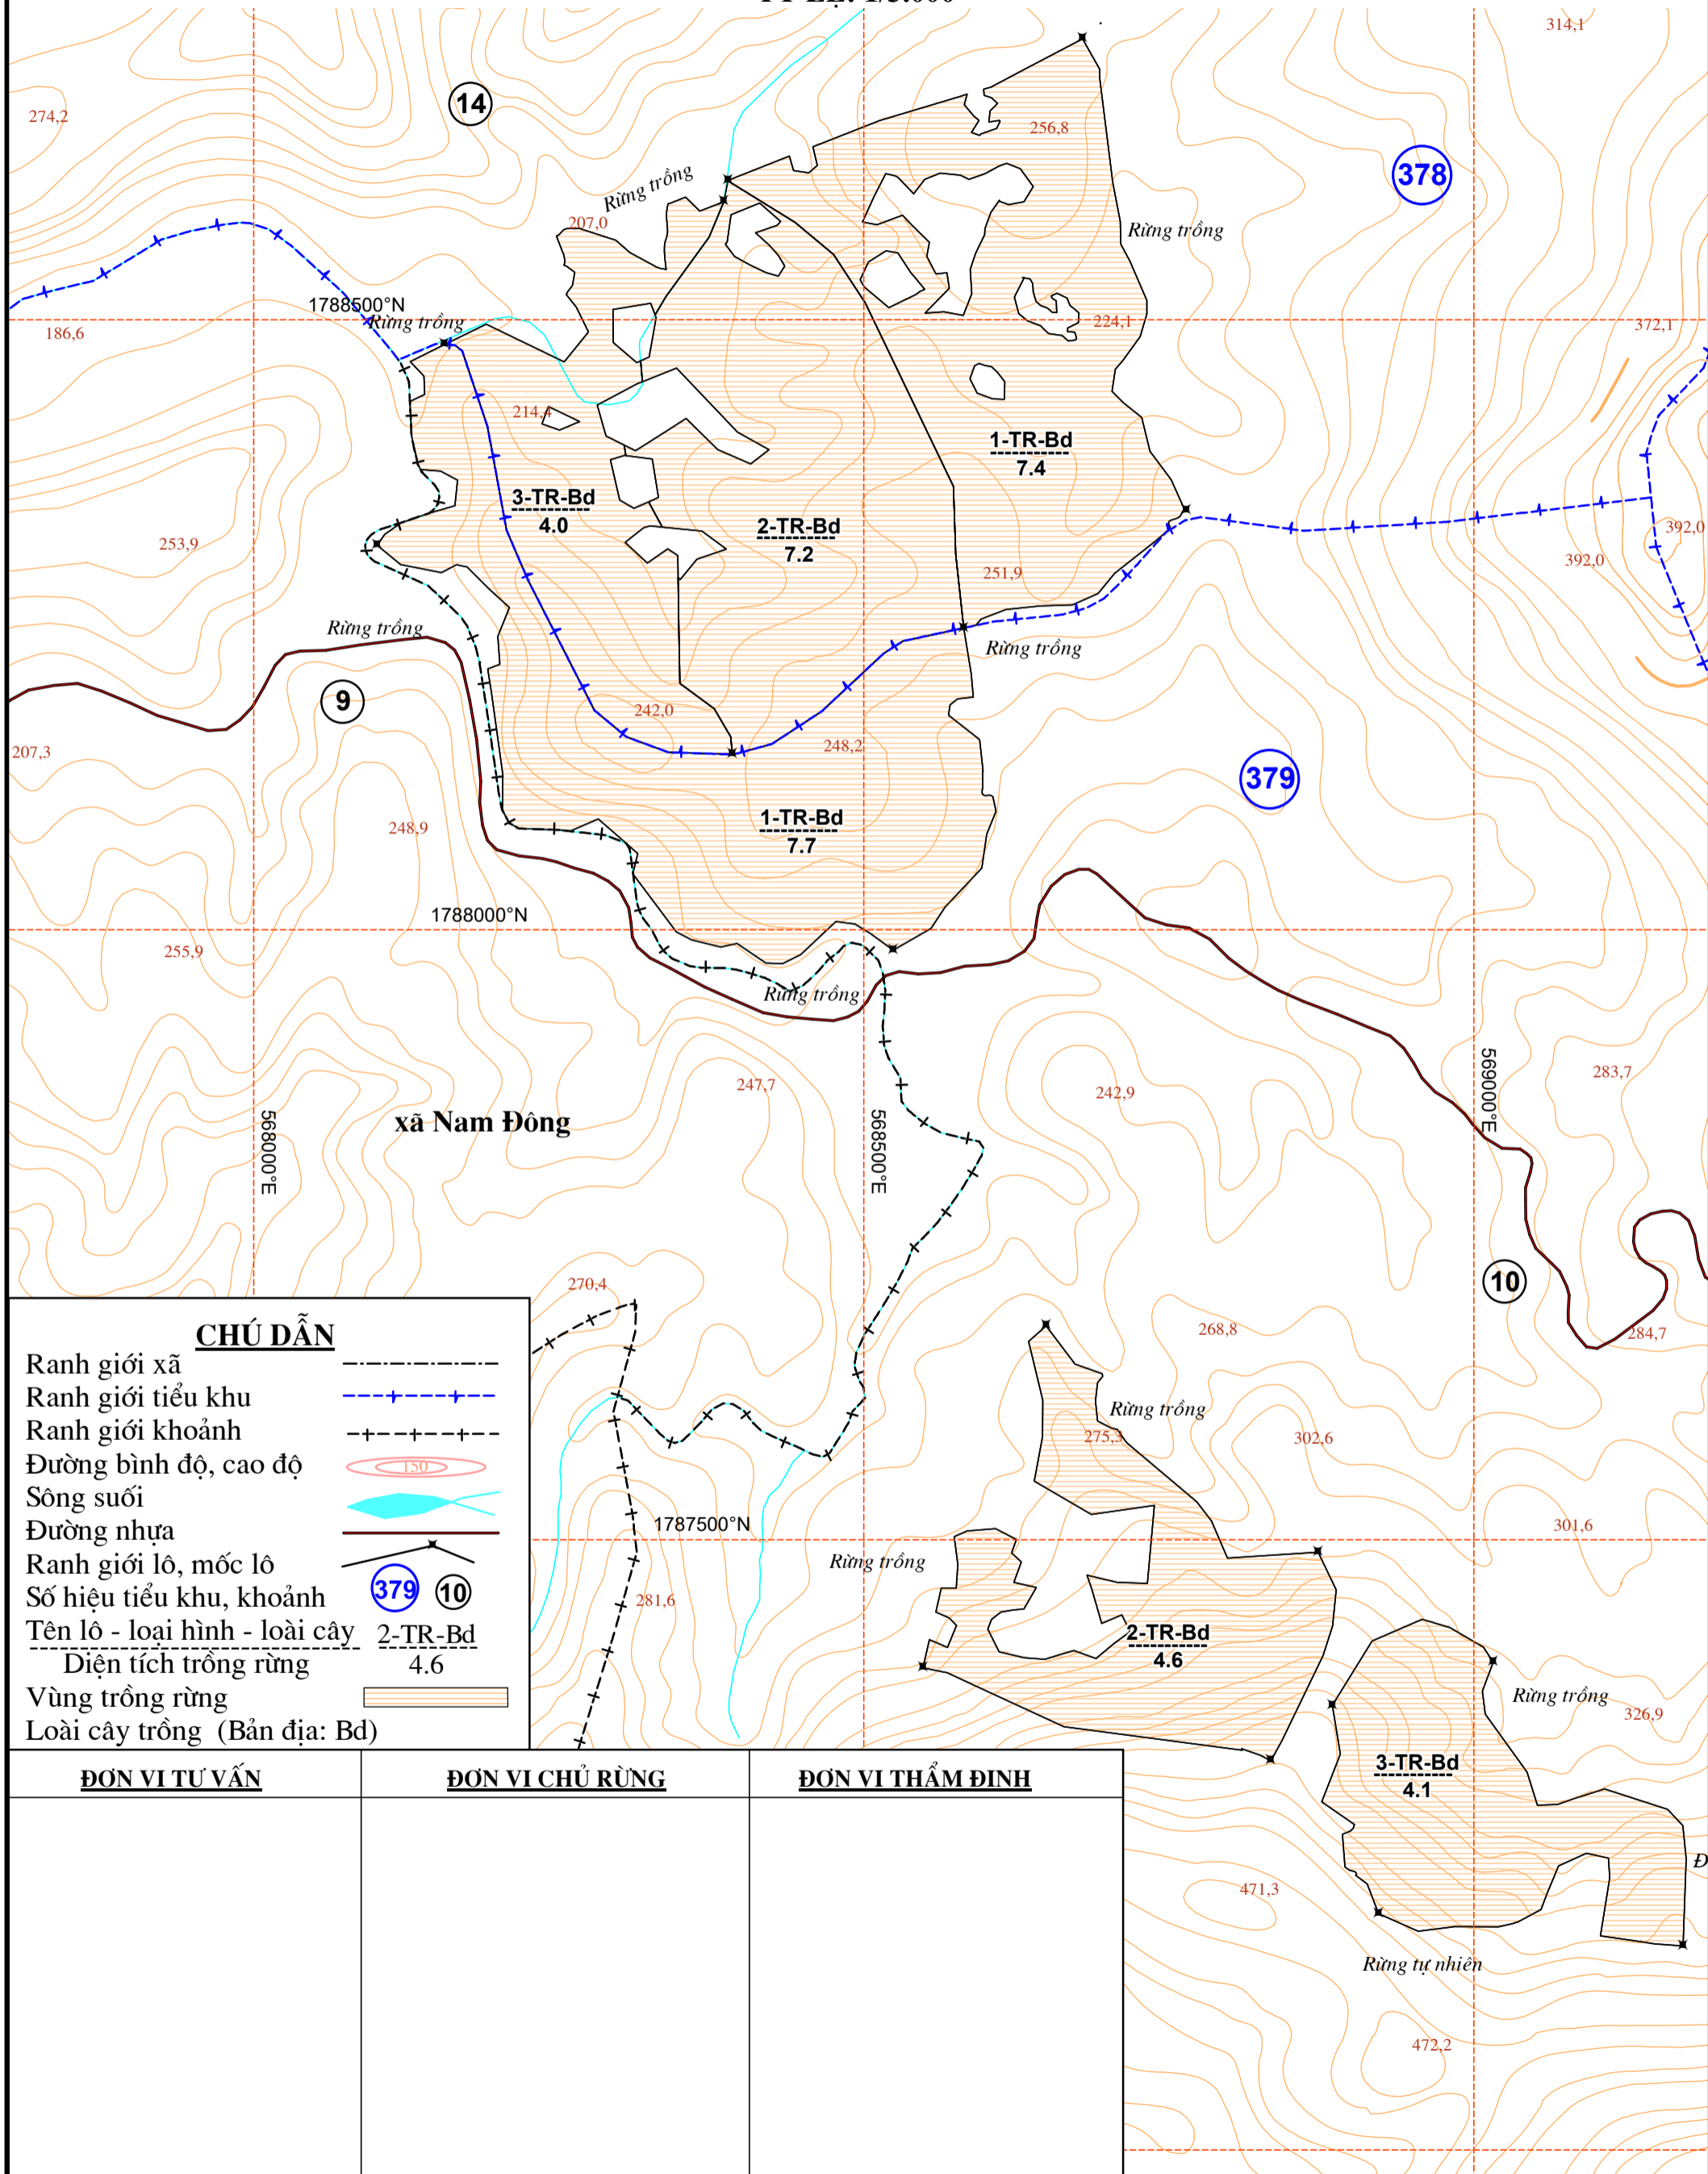 314,1
274,2
14
256,8
378
Rừng trồng
207,0
Rừng trồng
1788500°N
Rừng trồng
186,6
224,1
372,1
214,4
1-TR-Bd
7.4
3-TR-Bd
4.0
2-TR-Bd
7.2
253,9
251,9
392,0
392,0
Rừng trồng
Rừng trồng
9
242,0
248,2
207,3
379
1-TR-Bd
7.7
248,9
1788000°N
255,9
Rừng trồng
247,7
242,9
283,7
xã Nam Đông
568000°E
568500°E
569000°E
270,4
10
268,8
284,7
Rừng trồng
275,3
302,6
1787500°N
301,6
Rừng trồng
281,6
2-TR-Bd
4.6
Rừng trồng
326,9
3-TR-Bd
4.1
471,3
Rừng tự nhiên
472,2
CHÚ DẪN
Ranh giới xã
Ranh giới tiểu khu
Ranh giới khoảnh
Đường bình độ, cao độ 150
Sông suối
Đường nhựa
Ranh giới lô, mốc lô
Số hiệu tiểu khu, khoảnh 379 10
Tên lô - loại hình - loài cây 2-TR-Bd
Diện tích trồng rừng 4.6
Vùng trồng rừng
Loài cây trồng (Bản địa: Bd)
ĐƠN VI TƯ VẤN
ĐƠN VI CHỦ RỪNG
ĐƠN VI THẨM ĐINH